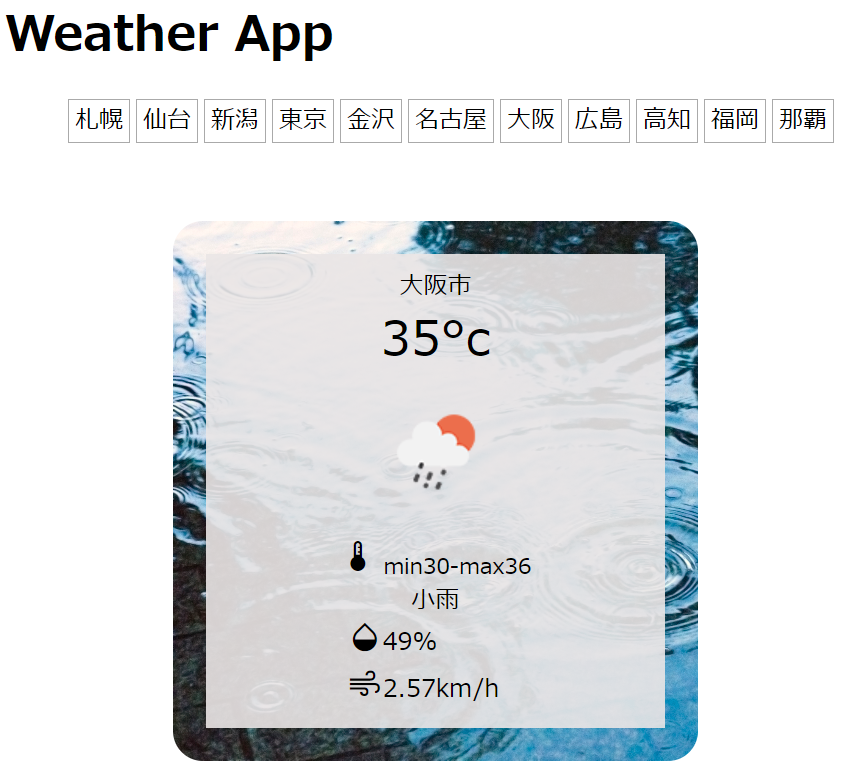 Weather App
札幌 仙台 新潟 東京 金沢 名古屋 大阪 広島 高知 福岡 那覇
大阪市
35°c
min30-max36
小雨
49%
2.57km/h